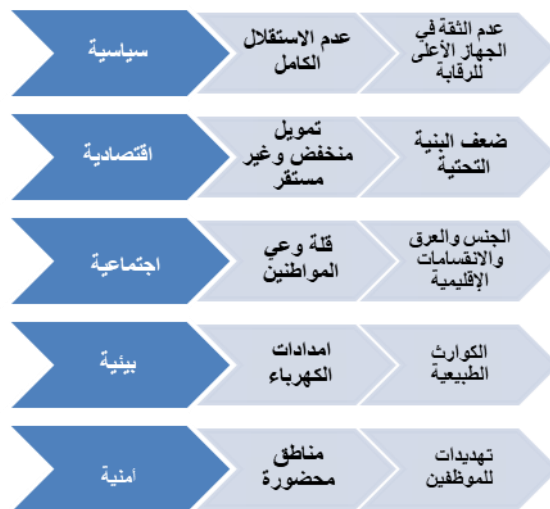 سياسية
عدم الاستقلال
الكامل
عدم الثقة في
الجهاز الأعلى
للرقابة
اقتصادية
تمويل
منخفض وغير
مستقر
ضعف البنية
التحتية
اجتماعية
قلة وعي
المواطنين
الجنس والعرق
والانقسامات
الإقليمية
بيئية
امدادات
الكهرباء
الكوارث
الطبيعية
أمنية
مناطق
محضورة
تهديدات
للموظفين